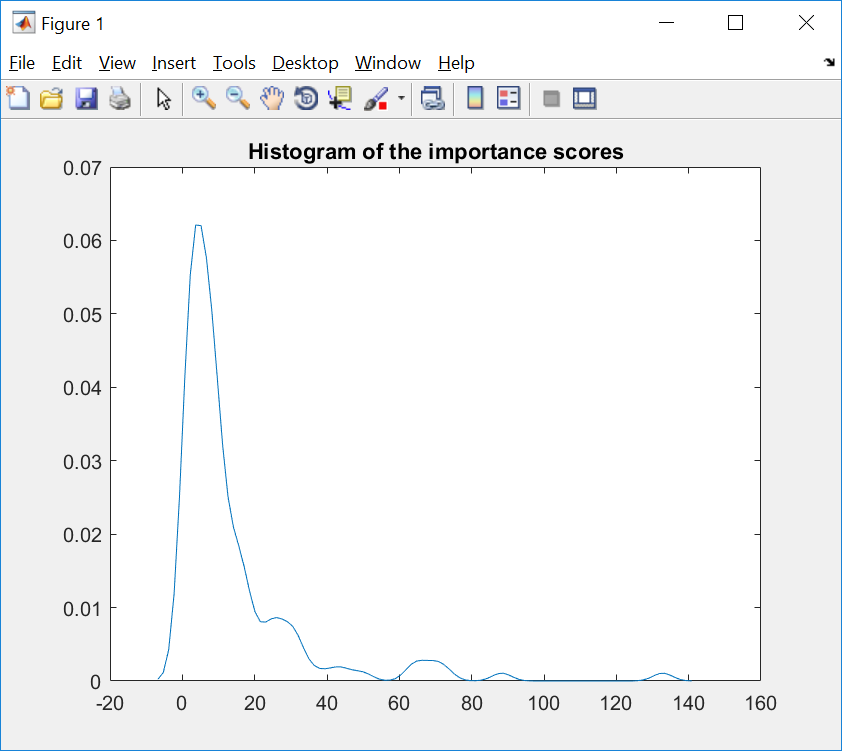 Figure 1
File Edit View Insert Tools Desktop Window Help
Histogram of the importance scores
0.07
0.06
0.05
0.04
0.03
0.02
0.01
0
-20 0 20 40 60 80 100 120 140 160